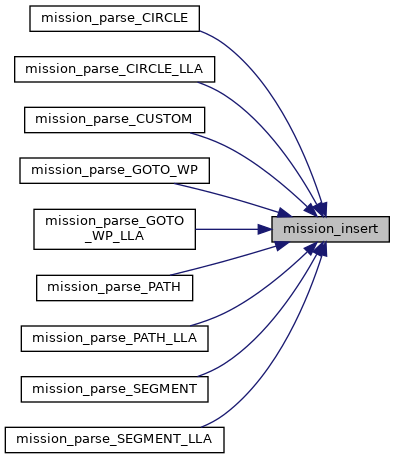 mission_parse_CIRCLE
mission_parse_CIRCLE_LLA
mission_parse_CUSTOM
mission_parse_GOTO_WP
mission_parse_GOTO
_WP_LLA
mission_insert
mission_parse_PATH
mission_parse_PATH_LLA
mission_parse_SEGMENT
mission_parse_SEGMENT_LLA